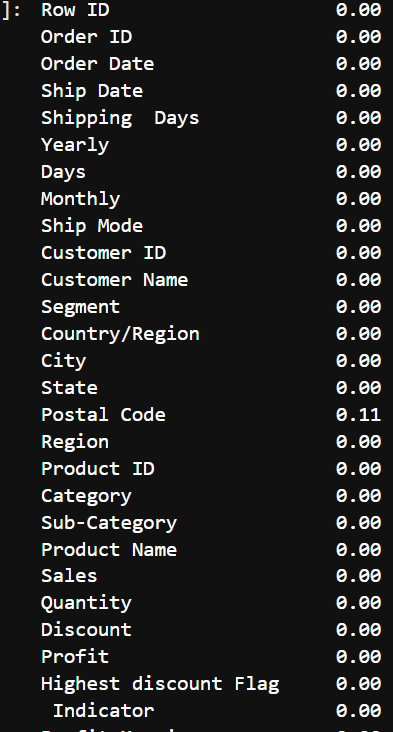 ]: Row ID 0.00
Order ID 0.00
Order Date 0.00
Ship Date 0.00
Shipping  Days 0.00
Yearly 0.00
Days 0.00
Monthly 0.00
Ship Mode 0.00
Customer ID 0.00
Customer Name 0.00
Segment 0.00
Country/Region 0.00
City 0.00
State 0.00
Postal Code 0.11
Region 0.00
Product ID 0.00
Category 0.00
Sub-Category 0.00
Product Name 0.00
Sales 0.00
Quantity 0.00
Discount 0.00
Profit 0.00
Highest discount Flag 0.00
Indicator 0.00